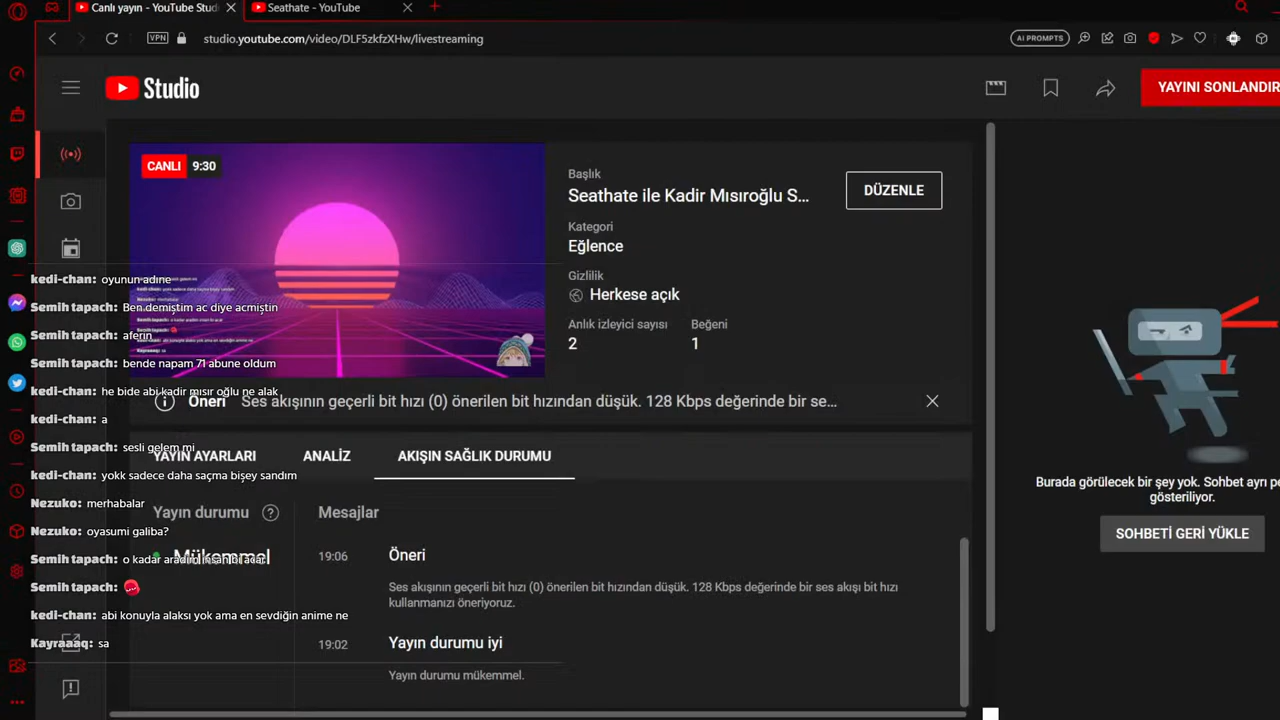 Canlı yayın - YouTube Studi
Seathate - YouTube
VPN
studio.youtube.com/video/DLF5zkfzXHw/livestreaming
AI PROMPTS
Studio
YAYINI SONLANDIR
CANLI 9:30
Başlık
Seathate ile Kadir Mısıroğlu S...
DÜZENLE
Kategori
Eğlence
Gizlilik
Herkese açık
Anlık izleyici sayısı
Beğeni
2
1
kedi-chan: oyunun adıne
Semih tapach: Ben demiştim ac diye acmiştin
Semih tapach: aferin
Semih tapach: bende napam 71 abune oldum
kedi-chan: he bide abi kadir mısır oğlu ne alak
Öneri
Ses akışının geçerli bit hızı (0) önerilen bit hızından düşük. 128 Kbps değerinde bir se...
kedi-chan: a
Semih tapach: sesli gelem mi
YAYIN AYARLARI
ANALİZ
AKIŞIN SAĞLIK DURUMU
kedi-chan: yokk sadece daha saçma bişey sandım
Nezuko: merhabalar
Yayın durumu
Mesajlar
Nezuko: oyasumi galiba?
Mükemmel
Semih tapach: o kadar aradım
19:06
Öneri
Ses akışının geçerli bit hızı (0) önerilen bit hızından düşük. 128 Kbps değerinde bir ses akışı bit hızı
kullanmanızı öneriyoruz.
Semih tapach:
kedi-chan: abi konuyla alaksı yok ama en sevdiğin anime ne
Kayraaaq: sa
19:02
Yayın durumu iyi
Yayın durumu mükemmel.
Burada görülecek bir şey yok. Sohbet ayrı pe
gösteriliyor.
SOHBETİ GERİ YÜKLE